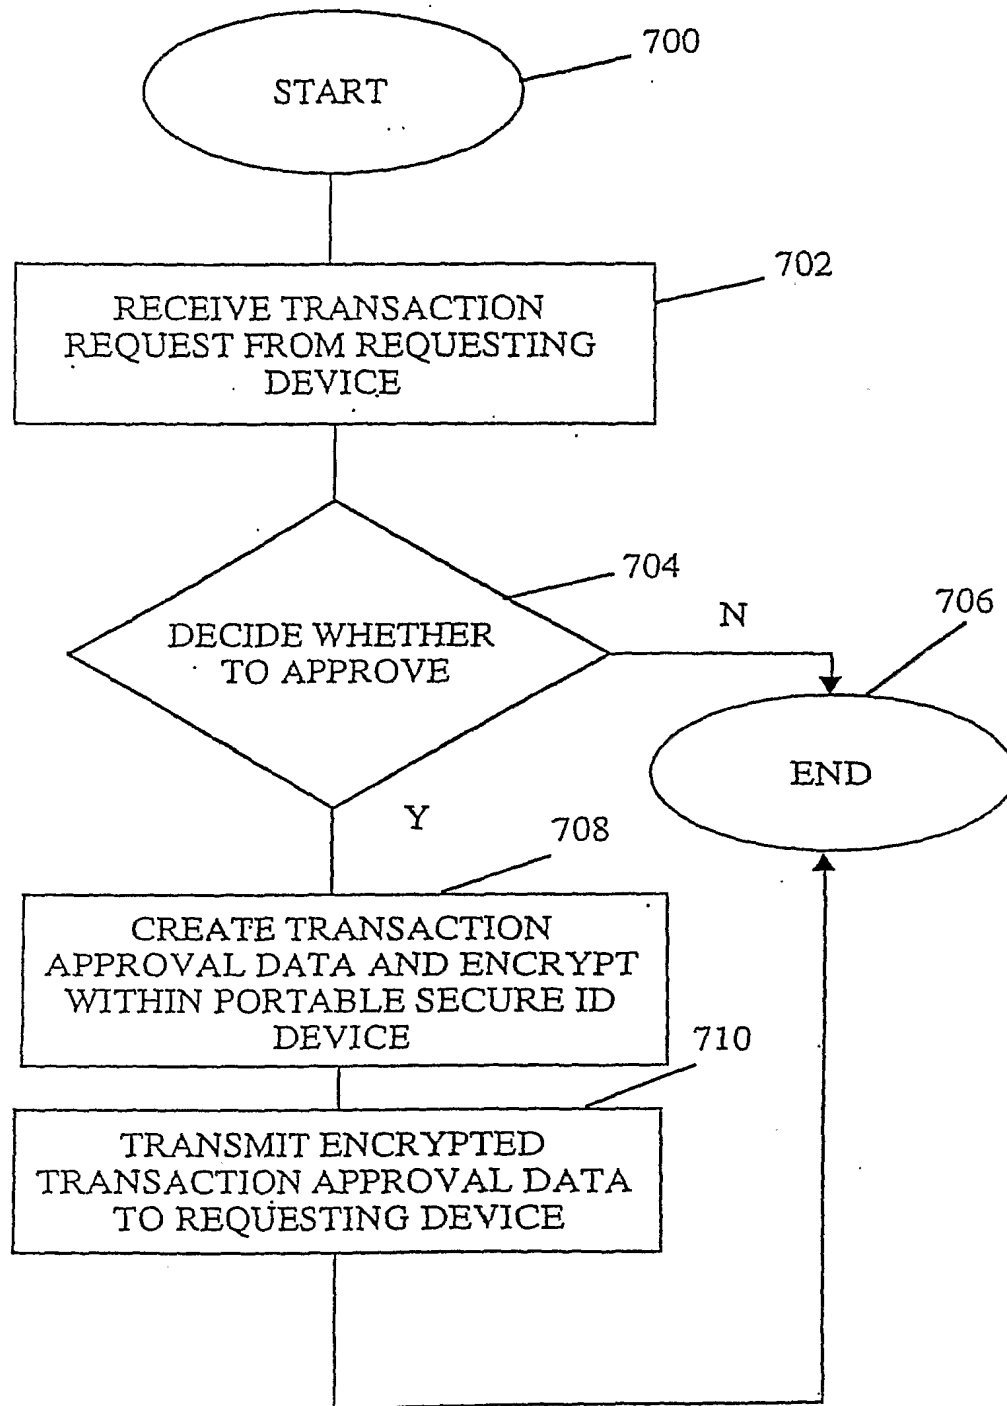 700
START
702
RECEIVE TRANSACTION
REQUEST FROM REQUESTING
DEVICE
704
DECIDE WHETHER
TO APPROVE
N
706
END
Y
708
CREATE TRANSACTION
APPROVAL DATA AND ENCRYPT
WITHIN PORTABLE SECURE ID
DEVICE
710
TRANSMIT ENCRYPTED
TRANSACTION APPROVAL DATA
TO REQUESTING DEVICE